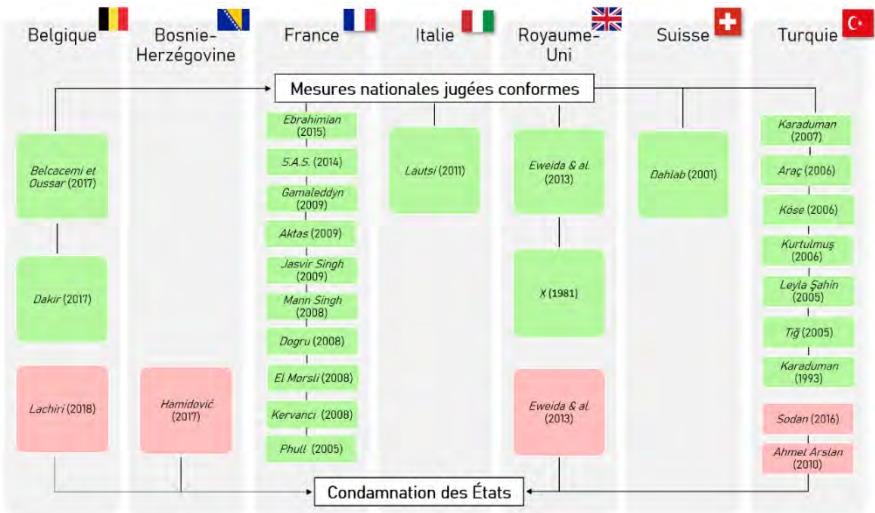 Belgique
Bosnie-
Herzégovine
France
Italie
Royaume-
Uni
Suisse
Turquie
Mesures nationales jugées conformes
Belcacemi et
Oussar (2017)
Dakir (2017)
Lachiri (2018)
Hamidović
(2017)
Ebrahimian
(2015)
S.A.S. (2014)
Gamaleddyn
(2009)
Aktas (2009)
Jasvir Singh
(2009)
Mann Singh
(2008)
Dogru (2008)
El Morsli (2008)
Kervanci (2008)
Phull (2005)
Lautsi (2011)
Eweida & al.
(2013)
X (1981)
Eweida & al.
(2013)
Dahlab (2001)
Karaduman
(2007)
Araç (2006)
Köse (2006)
Kurtulmuş
(2006)
Leyla Şahin
(2005)
Tığ (2005)
Karaduman
(1993)
Sodan (2016)
Ahmet Arslan
(2010)
Condamnation des États